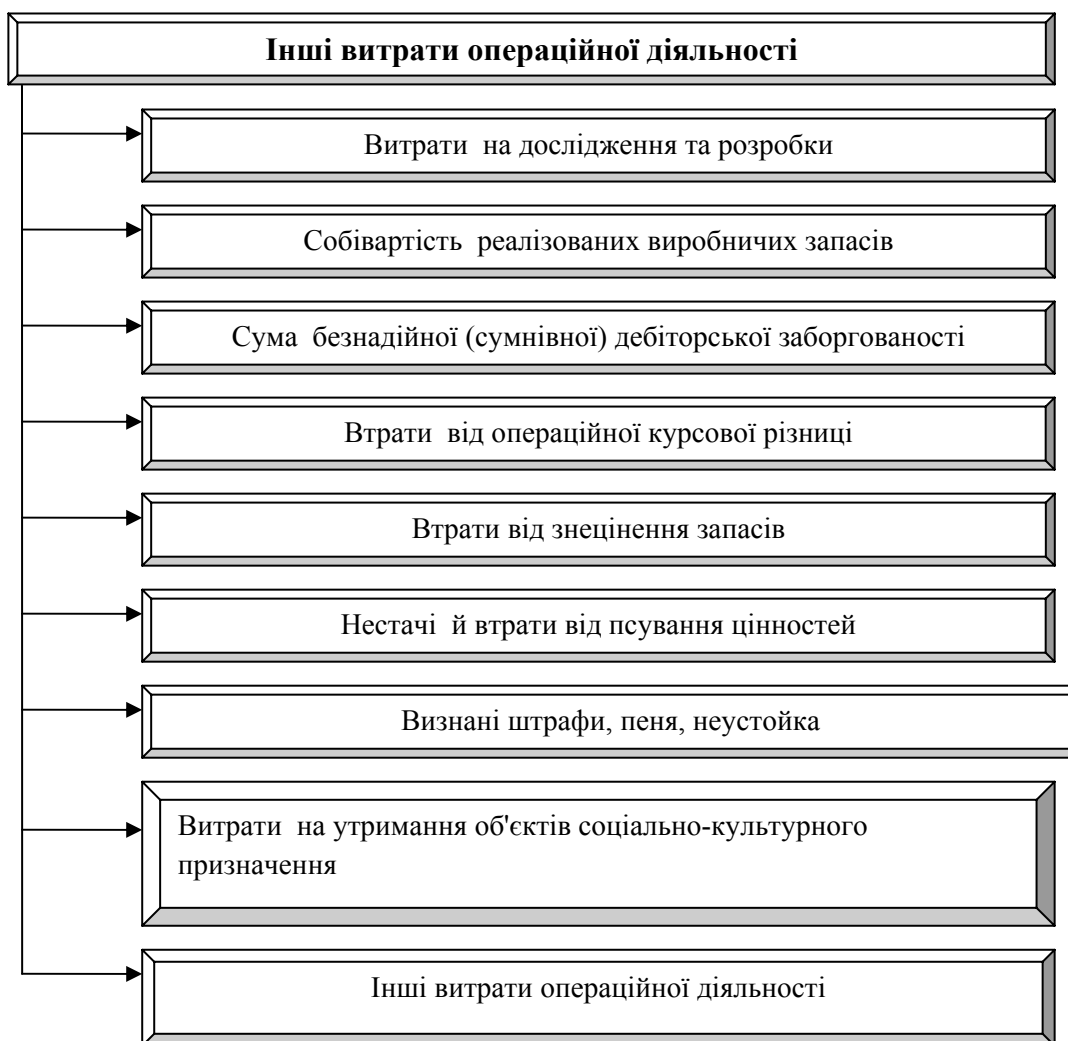 Інші витрати операційної діяльності
Витрати на дослідження та розробки
Собівартість реалізованих виробничих запасів
Сума безнадійної (сумнівної) дебіторської заборгованості
Втрати від операційної курсової різниці
Втрати від знецінення запасів
Нестачі й втрати від псування цінностей
Визнані штрафи, пеня, неустойка
Витрати на утримання об'єктів соціально-культурного
призначення
Інші витрати операційної діяльності